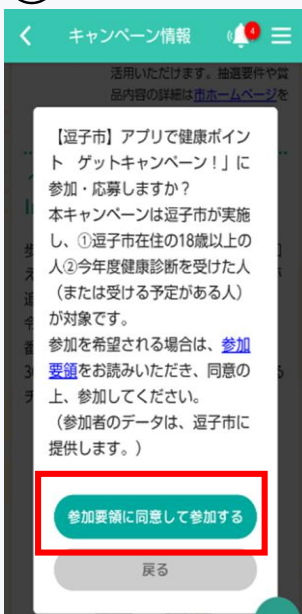 キャンペーン情報
4
活用いただけます。抽選要件や賞
品内容の詳細は市ホームページを
【逗子市】アプリで健康ポイン
ト　ゲットキャンペーン！」に
参加・応募しますか？
本キャンペーンは逗子市が実施
し、①逗子市在住の18歳以上の
人②今年度健康診断を受けた人
（または受ける予定がある人）
が対象です。
参加を希望される場合は、参加
要領をお読みいただき、同意の
上、参加してください。
（参加者のデータは、逗子市に
提供します。）
参加要領に同意して参加する
戻る